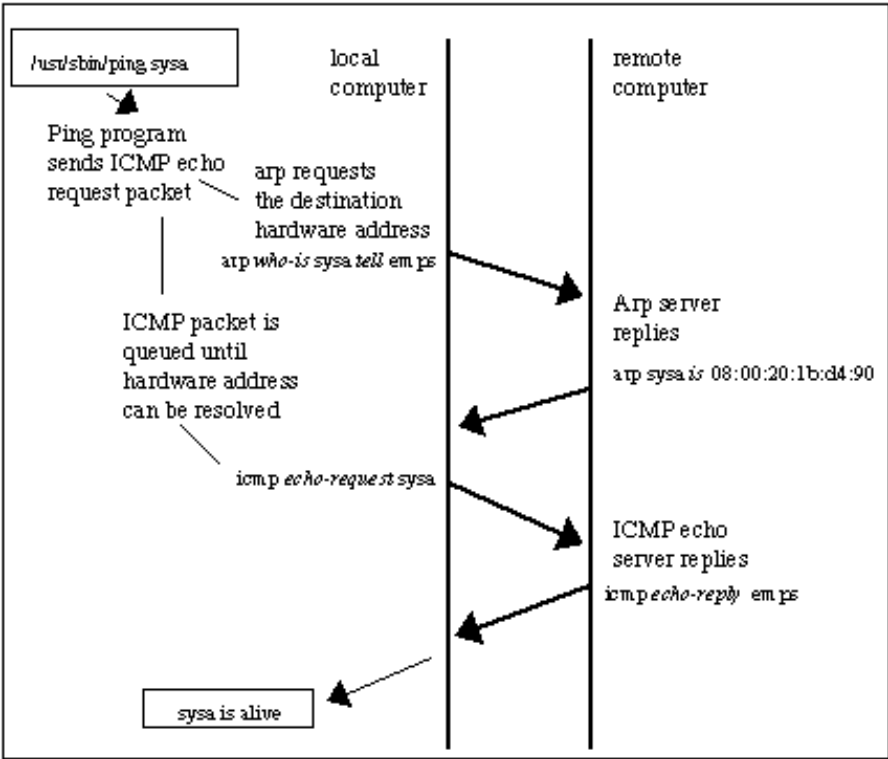 /usr/sbin/ping sysa
local
computer
remote
computer
Ping program
sends ICMP echo
request packet
arp requests
the destination
hardware address
arp who-is sysa tell emps
Arp server
replies
arp sysa is 08:00:20:1b:d4:90
ICMP packet is
queued until
hardware address
can be resolved
icmp echo-request sysa
ICMP echo
server replies
icmp echo-reply emps
sysa is alive